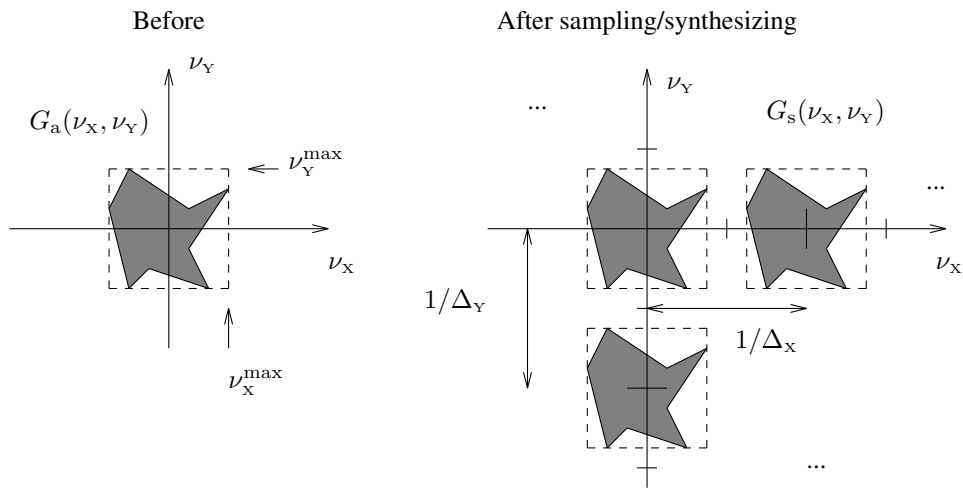 Before
After sampling/synthesizing
ν_Y
G_a(ν_X, ν_Y)
ν_Y^max
ν_X
ν_X^max
...
ν_Y
G_s(ν_X, ν_Y)
...
ν_X
1/Δ_Y
1/Δ_X
...